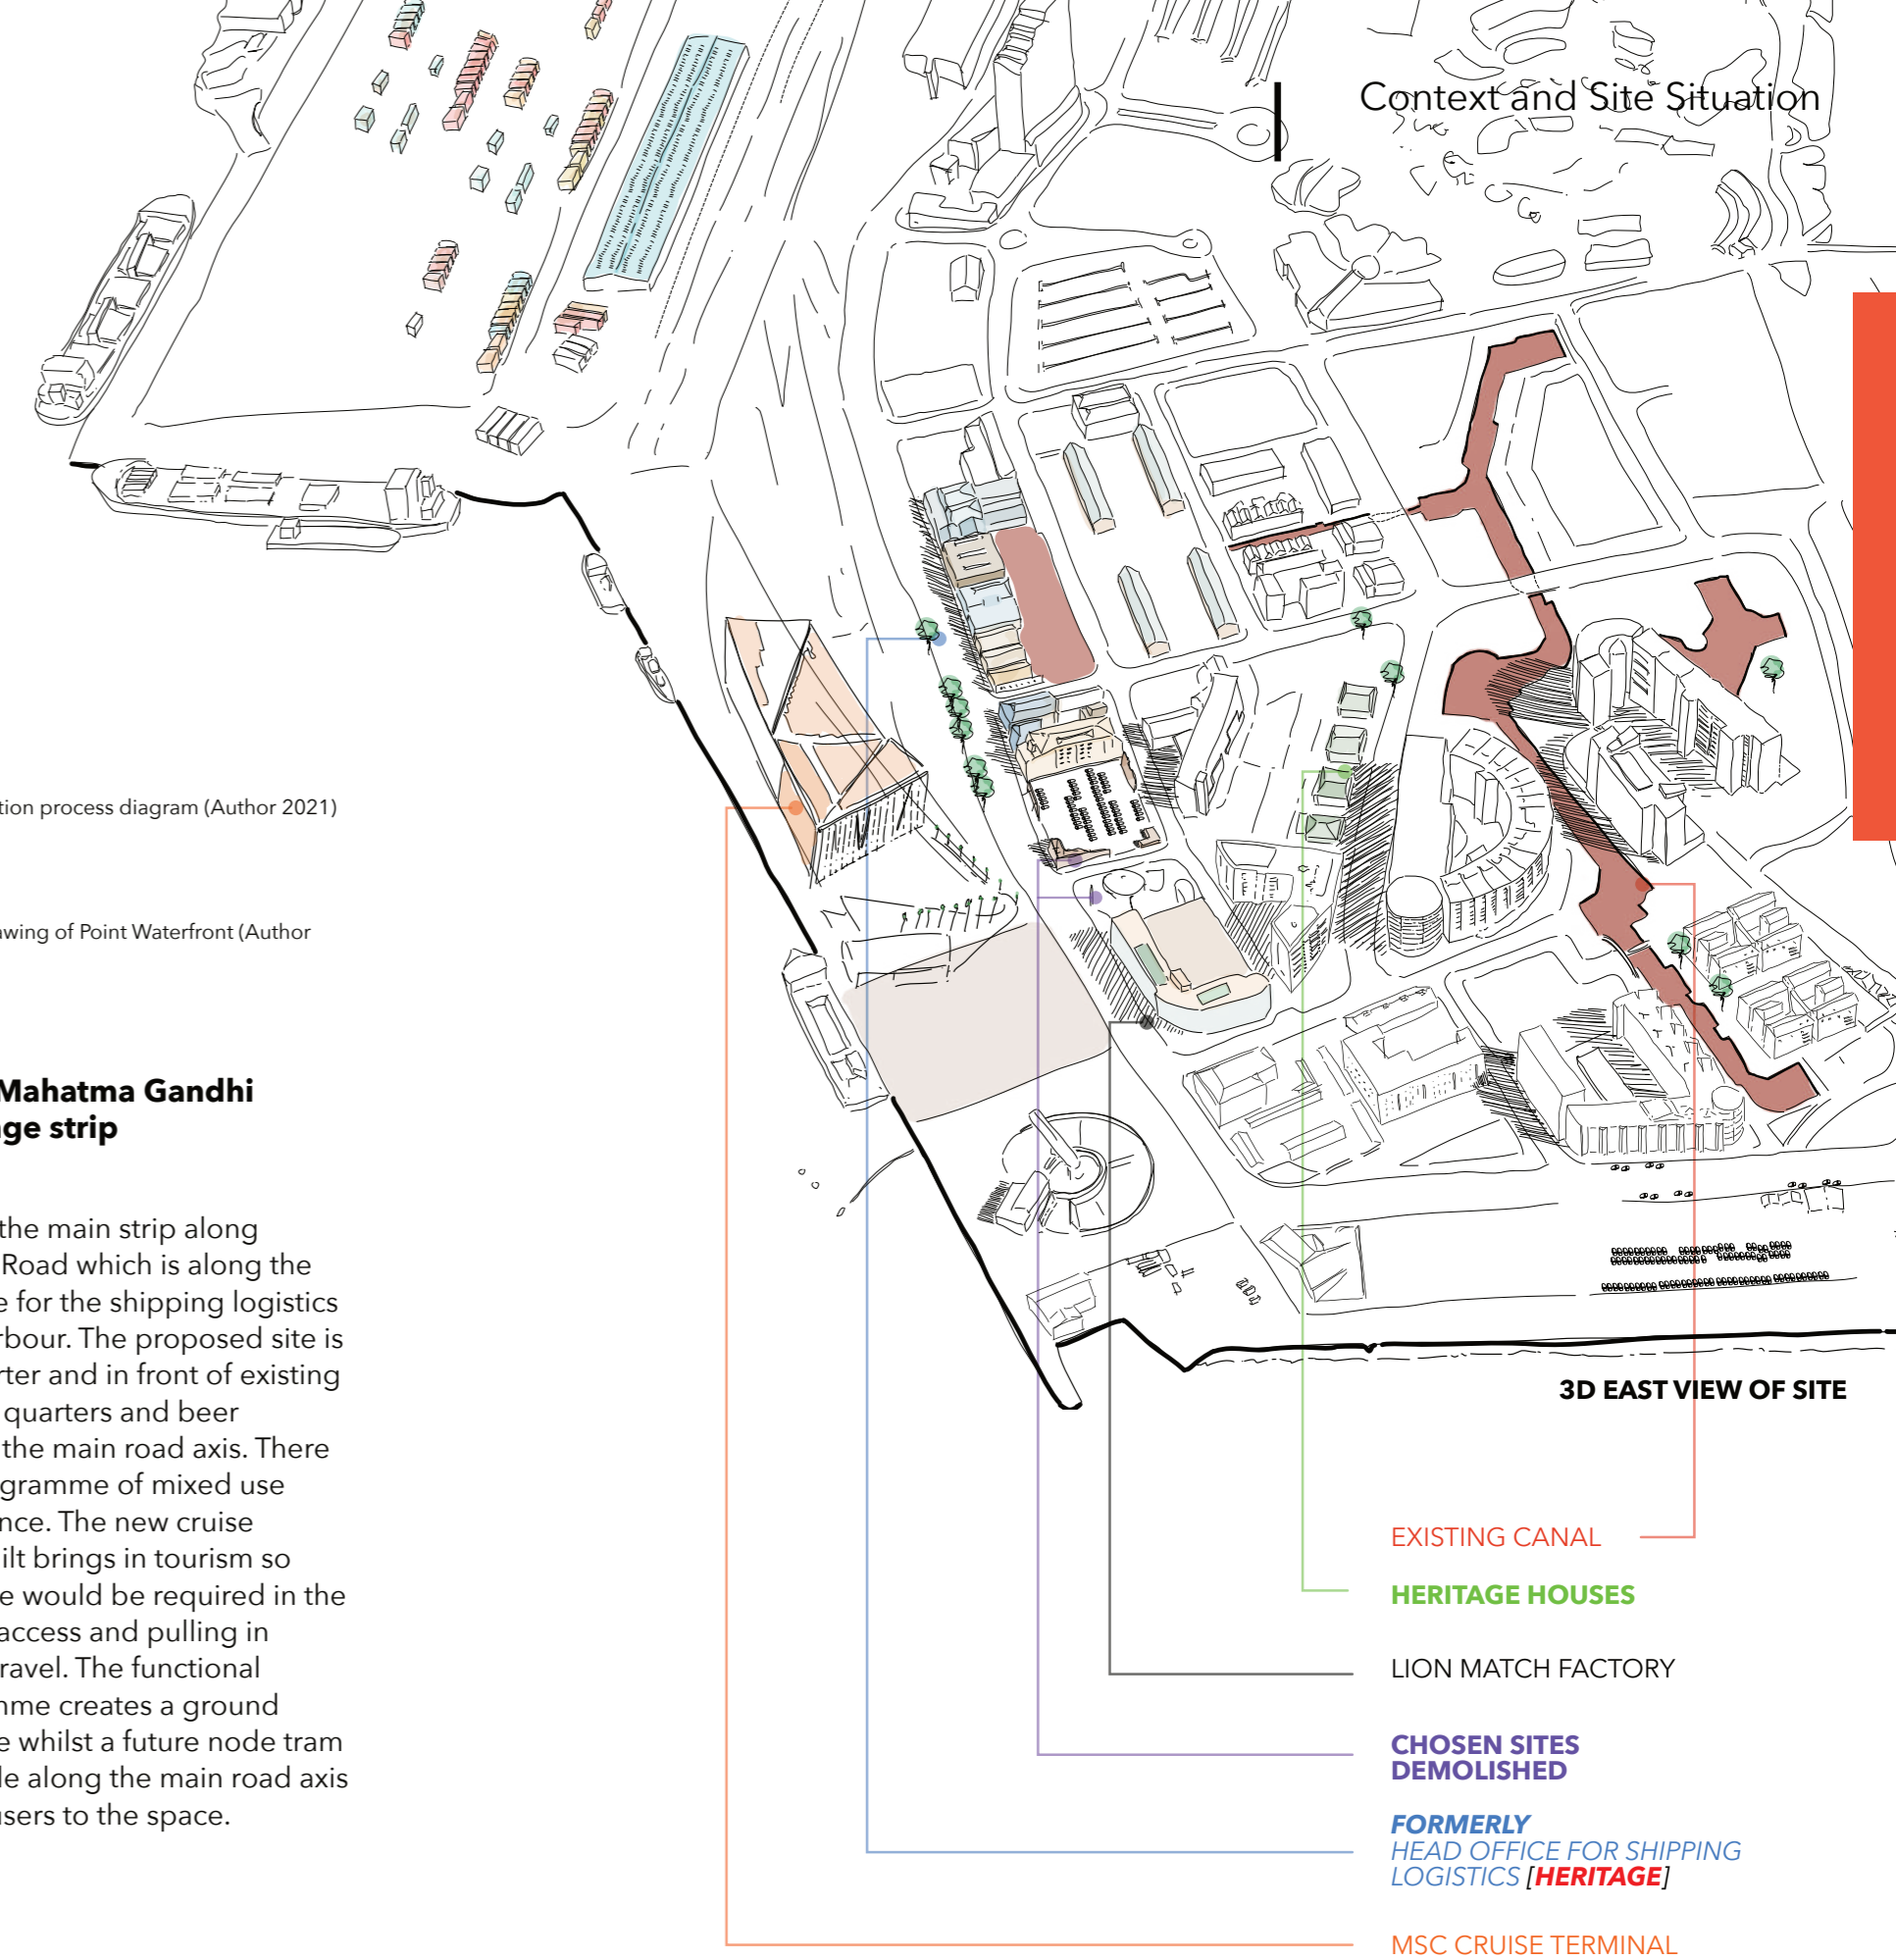 Context and Site Situation
tion process diagram (Author 2021)
awing of Point Waterfront (Author
Mahatma Gandhi
ge strip
the main strip along
Road which is along the
e for the shipping logistics
rbour. The proposed site is
rter and in front of existing
quarters and beer
the main road axis. There
gramme of mixed use
nce. The new cruise
ilt brings in tourism so
e would be required in the
access and pulling in
ravel. The functional
nme creates a ground
e whilst a future node tram
le along the main road axis
users to the space.
3D EAST VIEW OF SITE
EXISTING CANAL
HERITAGE HOUSES
LION MATCH FACTORY
CHOSEN SITES
DEMOLISHED
FORMERLY
HEAD OFFICE FOR SHIPPING
LOGISTICS [HERITAGE]
MSC CRUISE TERMINAL